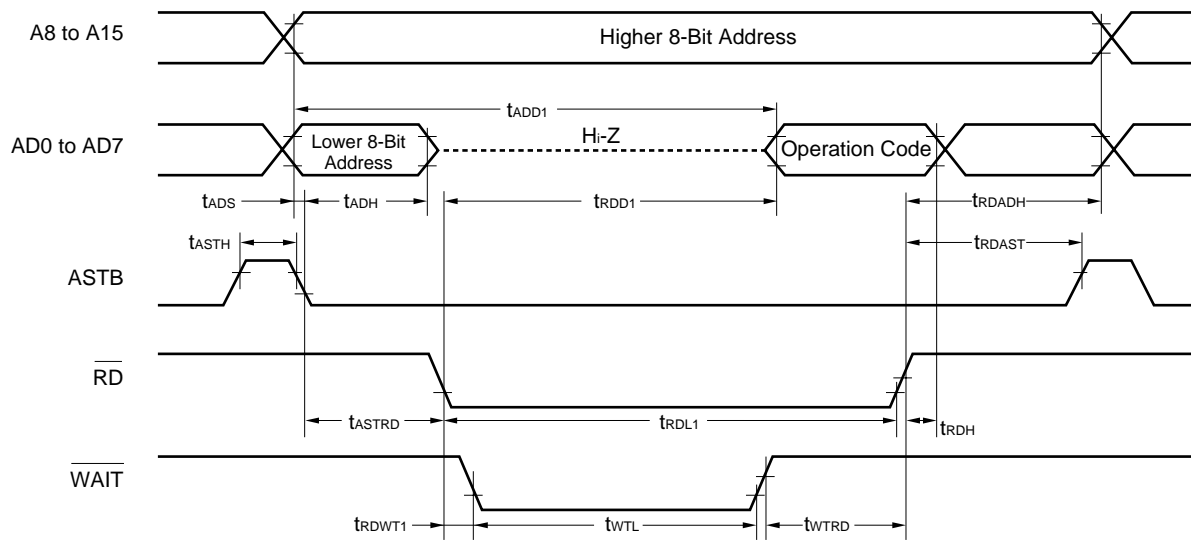 A8 to A15
Higher 8-Bit Address
tADD1
AD0 to AD7
Lower 8-Bit
Address
Hi-Z
Operation Code
tADS
tADH
tRDD1
tRDADH
tASTH
tRDAST
ASTB
RD
tASTRD
tRDL1
tRDH
WAIT
tRDWT1
tWTL
tWTRD